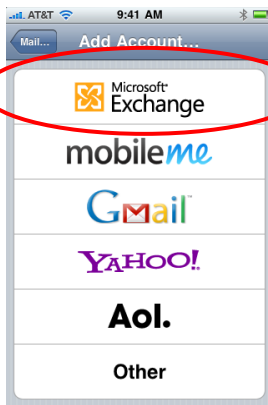 AT&T 9:41 AM
Mail... Add Account...
Microsoft
Exchange
mobileme
Gmail
YAHOO!
Aol.
Other